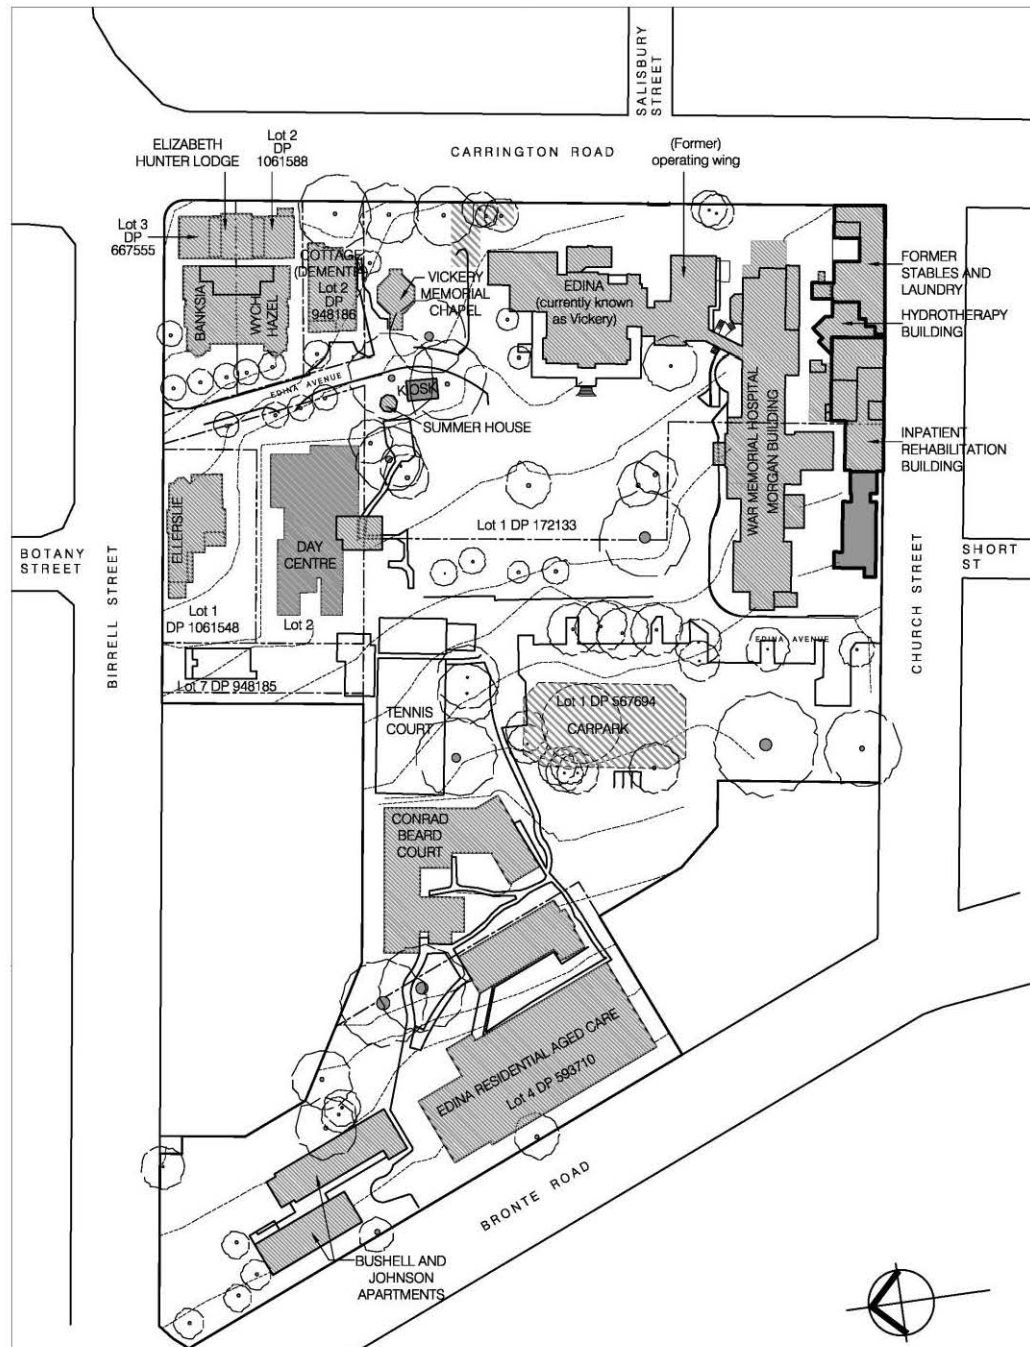 SALISBURY
STREET
CARRINGTON ROAD
ELIZABETH
HUNTER LODGE
Lot 2
DP
1061588
(Former)
operating wing
Lot 3
DP
667555
COTTAGE
(DEMENTIA)
Lot 2
DP
948186
VICKERY
MEMORIAL
CHAPEL
EDINA
(currently known
as Vickery)
FORMER
STABLES AND
LAUNDRY
HYDROTHERAPY
BUILDING
BANKSIA
WYCH
HAZEL
EDINA AVENUE
KIOSK
SUMMER HOUSE
WAR MEMORIAL HOSPITAL
MORGAN BUILDING
INPATIENT
REHABILITATION
BUILDING
ELLERSLIE
DAY
CENTRE
Lot 1 DP 172133
BOTANY
STREET
BIRRELL STREET
SHORT
ST
CHURCH STREET
Lot 1
DP 1061548
Lot 2
EDINA AVENUE
Lot 7 DP 948185
TENNIS
COURT
Lot 1 DP 567694
CARPARK
CONRAD
BEARD
COURT
EDINA RESIDENTIAL AGED CARE
Lot 4 DP 593710
BRONTE ROAD
BUSHELL AND
JOHNSON
APARTMENTS